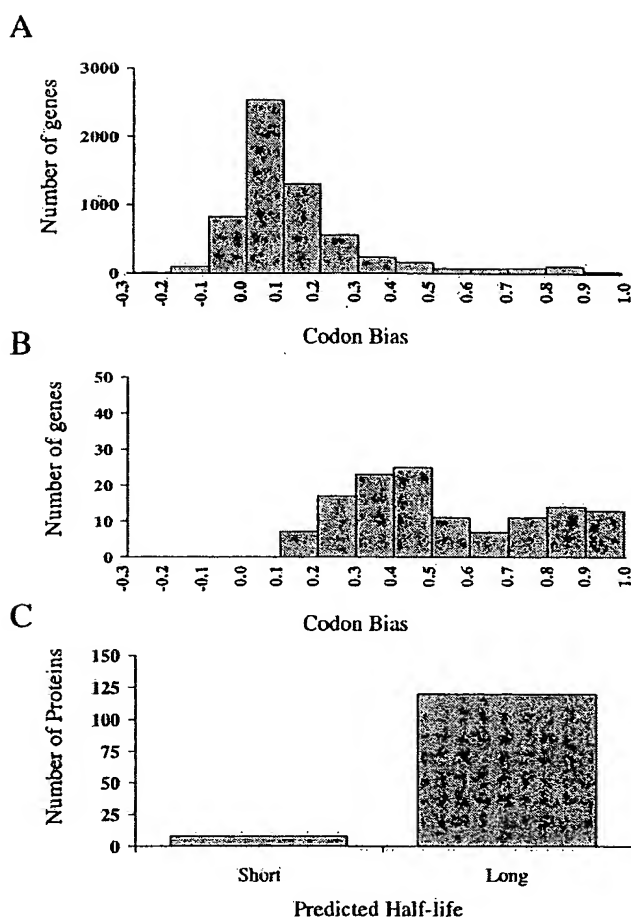 A
Number of genes
3000
2000
1000
0
-0.3 -0.2 -0.1 0.0 0.1 0.2 0.3 0.4 0.5 0.6 0.7 0.8 0.9 1.0
Codon Bias
B
Number of genes
50
40
30
20
10
0
-0.3 -0.2 -0.1 0.0 0.1 0.2 0.3 0.4 0.5 0.6 0.7 0.8 0.9 1.0
Codon Bias
C
Number of Proteins
150
125
100
75
50
25
0
Short Long
Predicted Half-life